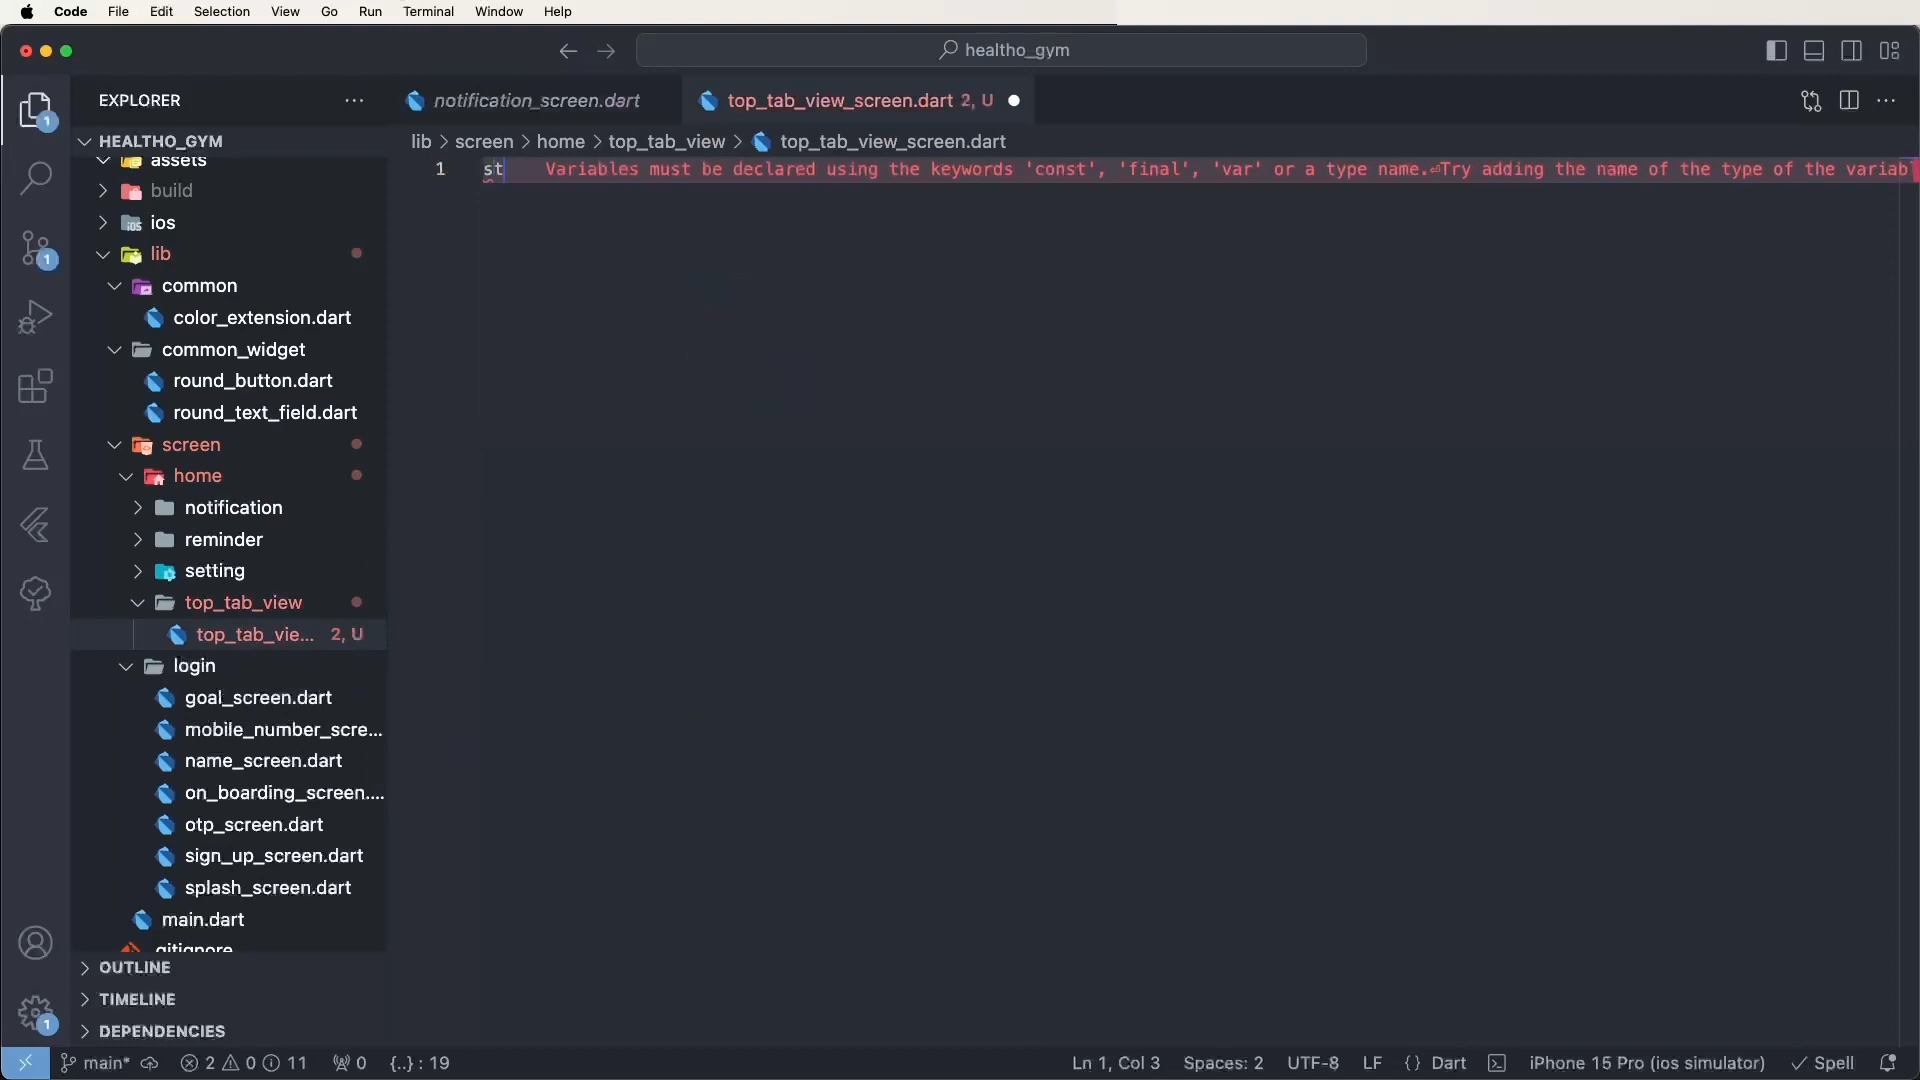 Code File Edit Selection View Go Run Terminal Window Help
healtho_gym
EXPLORER
notification_screen.dart
top_tab_view_screen.dart 2, U
HEALTHO_GYM
lib > screen > home > top_tab_view > top_tab_view_screen.dart
1 st Variables must be declared using the keywords 'const', 'final', 'var' or a type name.⏎Try adding the name of the type of the variabl
assets
build
ios
lib
common
color_extension.dart
common_widget
round_button.dart
round_text_field.dart
screen
home
notification
reminder
setting
top_tab_view
top_tab_vie... 2, U
login
goal_screen.dart
mobile_number_scre...
name_screen.dart
on_boarding_screen....
otp_screen.dart
sign_up_screen.dart
splash_screen.dart
main.dart
.gitignore
OUTLINE
TIMELINE
DEPENDENCIES
1
1
1
main* 2 0 11 0 {..} : 19 Ln 1, Col 3 Spaces: 2 UTF-8 LF {} Dart iPhone 15 Pro (ios simulator) Spell